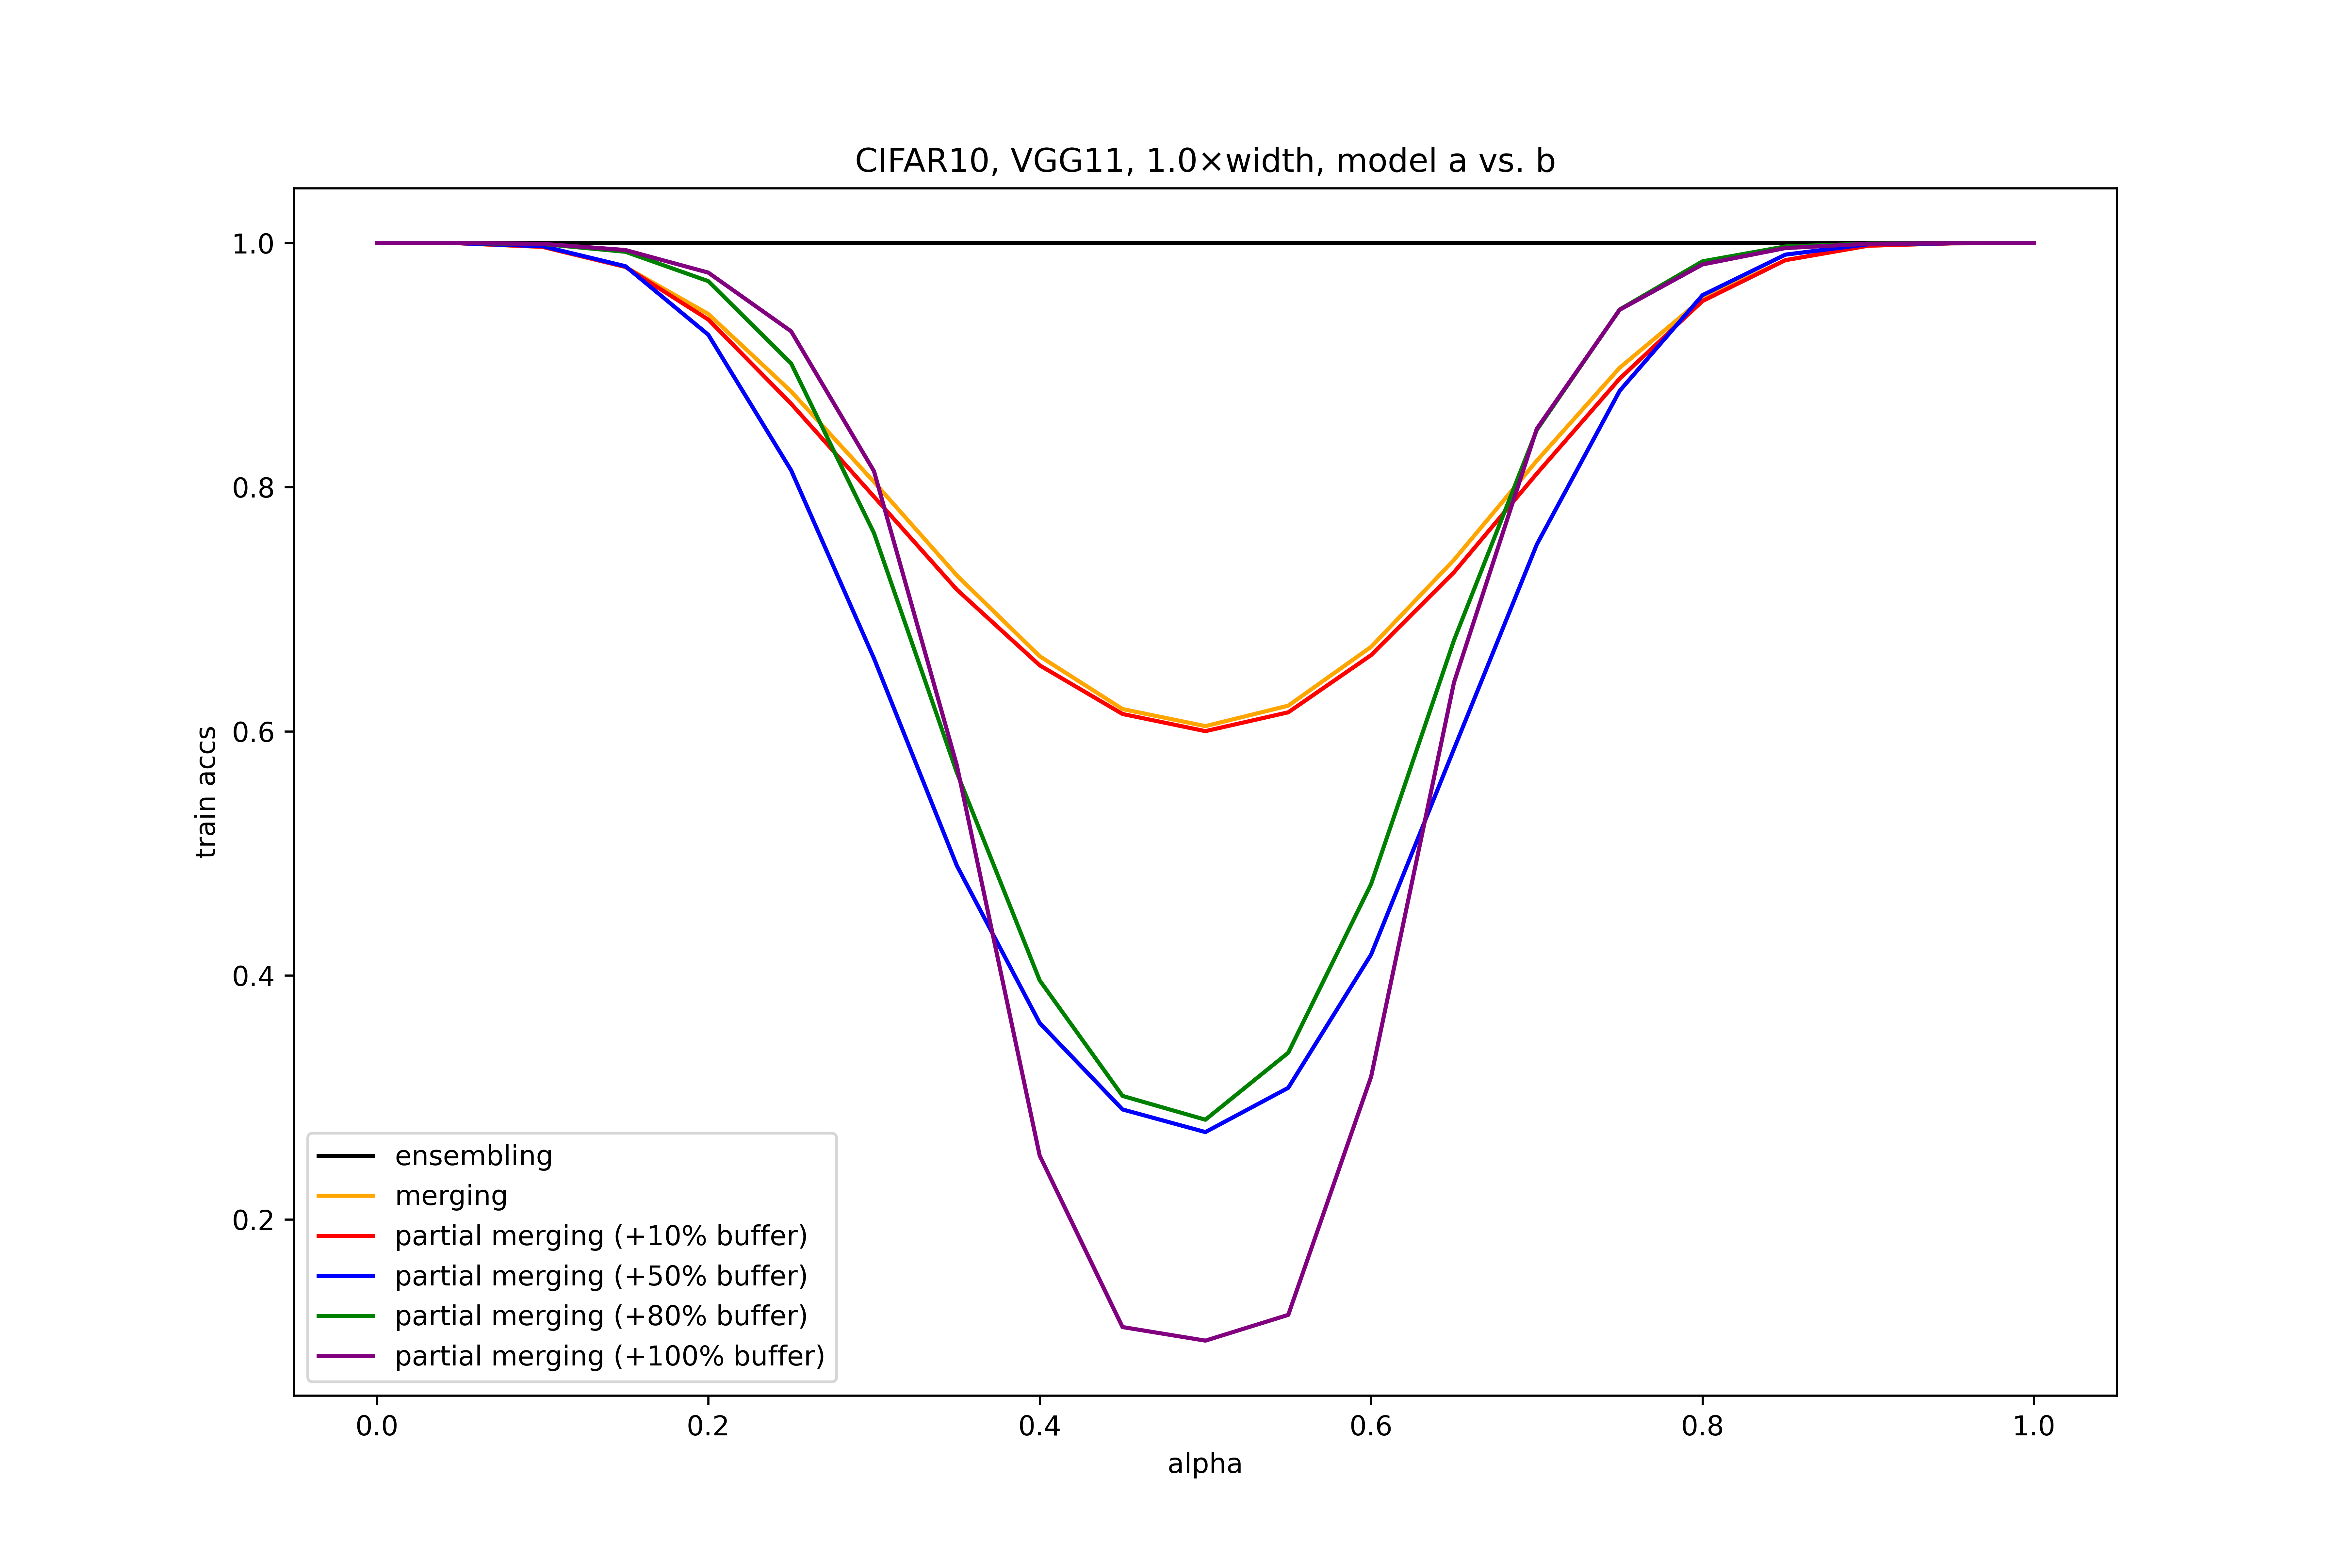 CIFAR10, VGG11, 1.0×width, model a vs. b
1.0
0.8
0.6
0.4
0.2
train accs
ensembling
merging
partial merging (+10% buffer)
partial merging (+50% buffer)
partial merging (+80% buffer)
partial merging (+100% buffer)
0.0 0.2 0.4 0.6 0.8 1.0
alpha